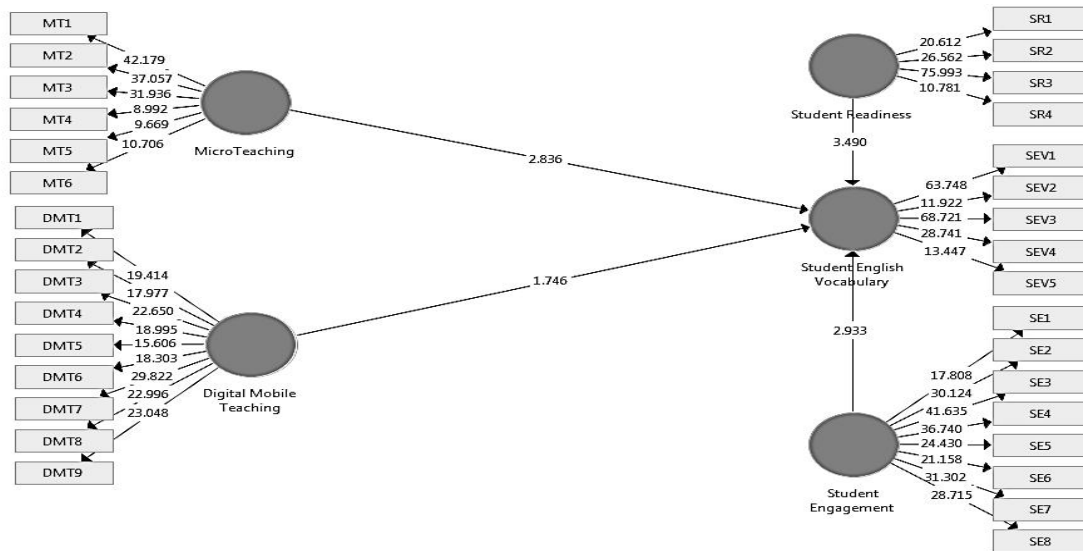 MT1
MT2
MT3
MT4
MT5
MT6
42.179
37.057
31.936
8.992
9.669
10.706
MicroTeaching
DMT1
DMT2
DMT3
DMT4
DMT5
DMT6
DMT7
DMT8
DMT9
19.414
17.977
22.650
18.995
15.606
18.303
29.822
22.996
23.048
Digital Mobile
Teaching
2.836
1.746
Student Readiness
3.490
20.612
26.562
75.993
10.781
SR1
SR2
SR3
SR4
Student English
Vocabulary
63.748
11.922
68.721
28.741
13.447
SEV1
SEV2
SEV3
SEV4
SEV5
2.933
Student
Engagement
17.808
30.124
41.635
36.740
24.430
21.158
31.302
28.715
SE1
SE2
SE3
SE4
SE5
SE6
SE7
SE8